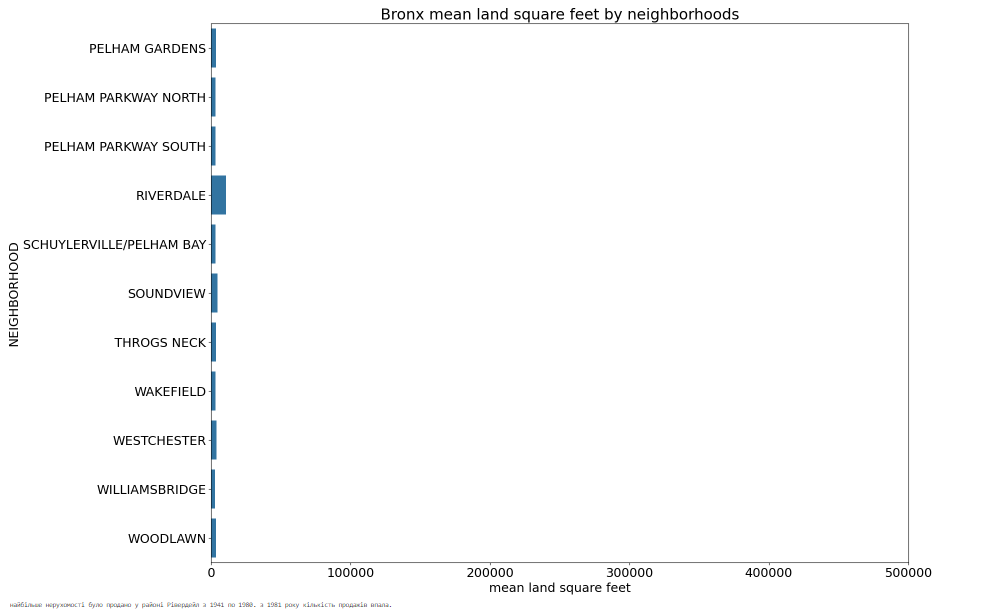 Bronx mean land square feet by neighborhoods
PELHAM GARDENS
PELHAM PARKWAY NORTH
PELHAM PARKWAY SOUTH
RIVERDALE
SCHUYLERVILLE/PELHAM BAY
SOUNDVIEW
THROGS NECK
WAKEFIELD
WESTCHESTER
WILLIAMSBRIDGE
WOODLAWN
NEIGHBORHOOD
0 100000 200000 300000 400000 500000
mean land square feet
найбільше нерухомості було продано у районі Рівердейл з 1941 по 1980. з 1981 року кількість продаків впала.